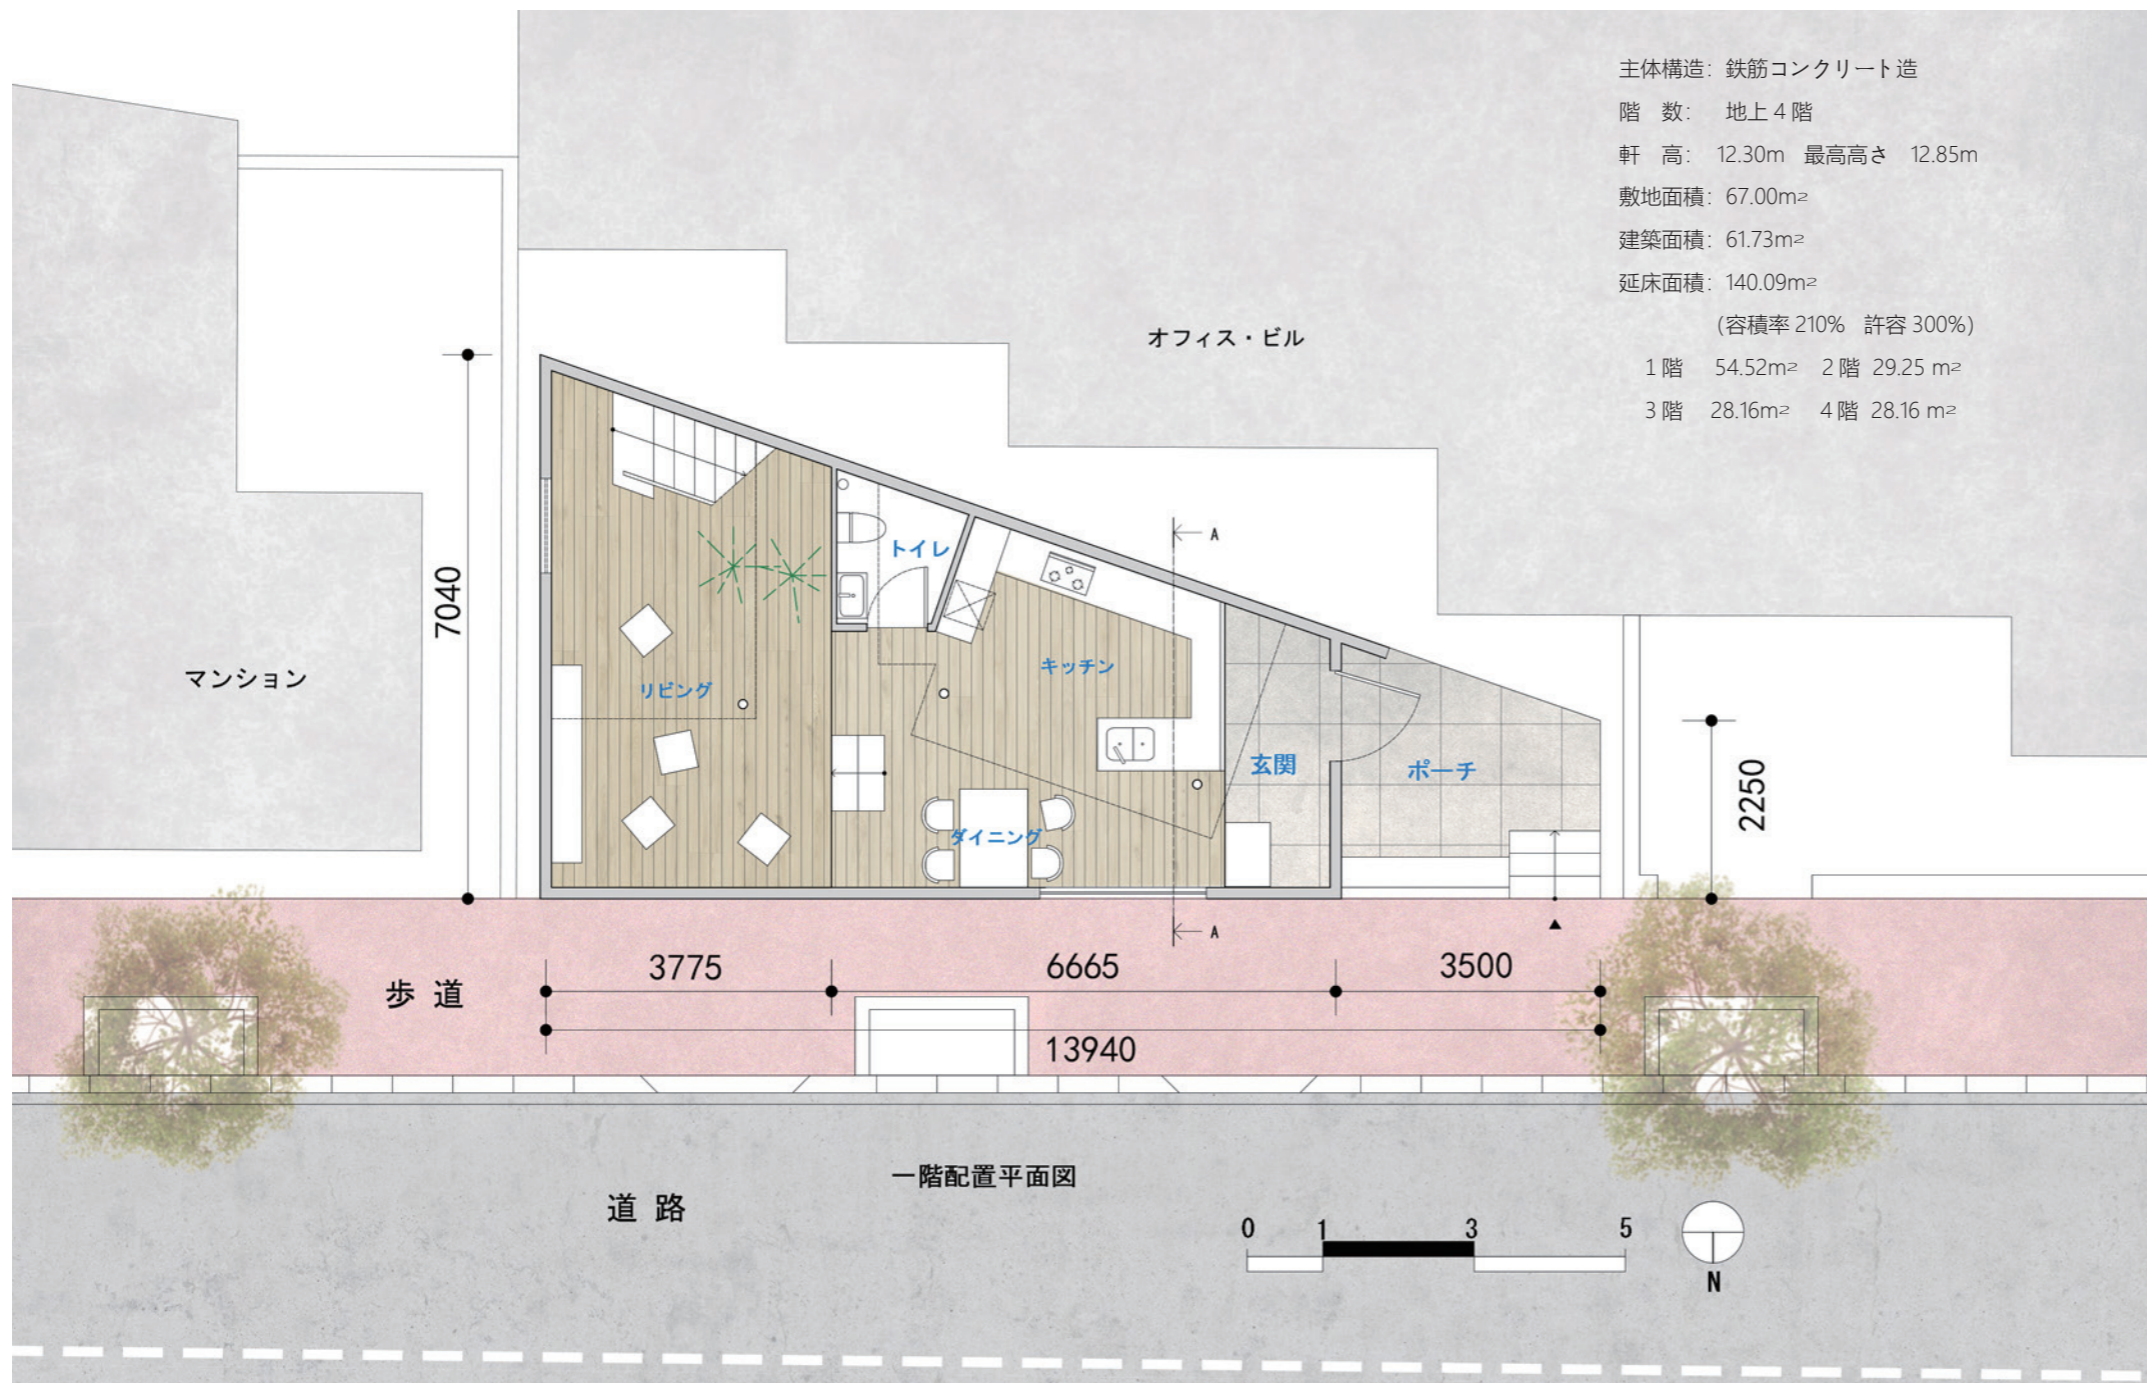 主体構造: 鉄筋コンクリート造
階 数: 地上 4 階
軒 高: 12.30m 最高高さ 12.85m
敷地面積: 67.00m²
建築面積: 61.73m²
延床面積: 140.09m²
(容積率 210% 許容 300%)
1 階 54.52m² 2 階 29.25 m²
3 階 28.16m² 4 階 28.16 m²
オフィス・ビル
A
トイレ
7040
キッチン
マンション
リビング
玄関
ポーチ
2250
ダイニング
A
3775
6665
3500
歩 道
13940
一階配置平面図
道 路
0 1 3 5
N